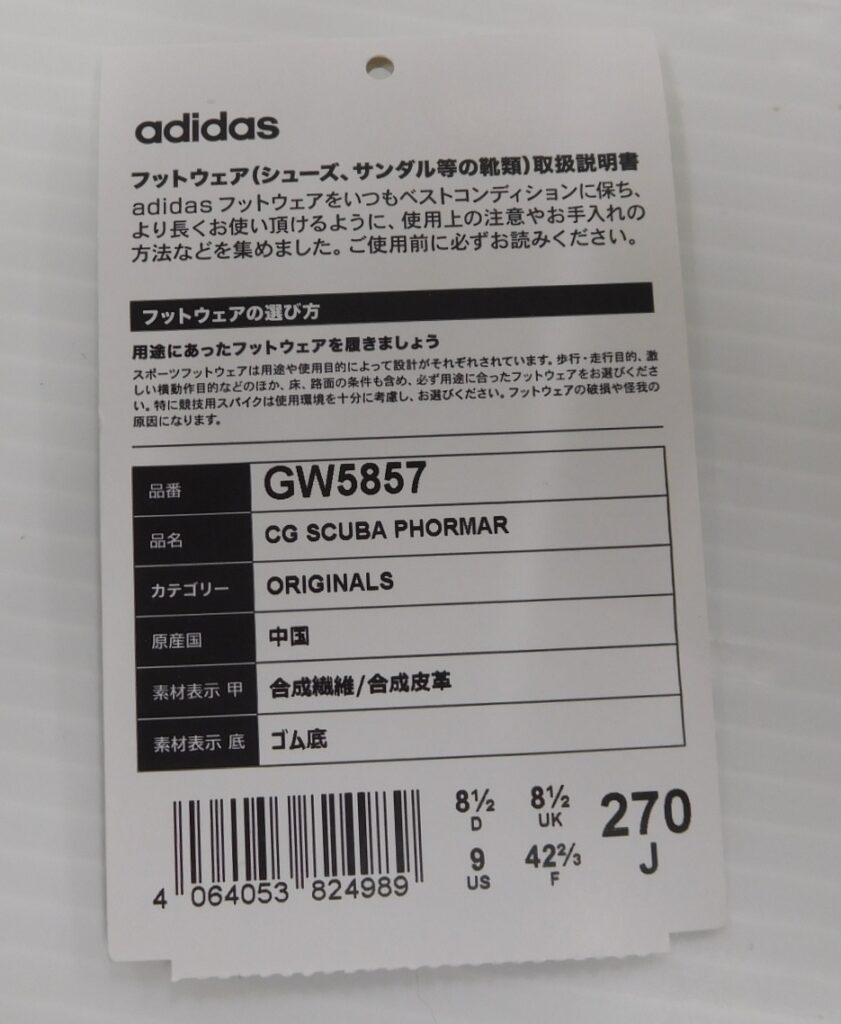 adidas
フットウェア(シューズ、サンダル等の靴類)取扱説明書
adidas フットウェアをいつもベストコンディションに保ち、
より長くお使い頂けるように、使用上の注意やお手入れの
方法などを集めました。ご使用前に必ずお読みください。
フットウェアの選び方
用途にあったフットウェアを履きましょう
スポーツフットウェアは用途や使用目的によって設計がそれぞれされています。歩行・走行目的、激
しい横動作目的などのほか、床、路面の条件も含め、必ず用途に合ったフットウェアをお選びくださ
い。特に競技用スパイクは使用環境を十分に考慮し、お選びください。フットウェアの破損や怪我の
原因になります。
品番 GW5857
品名 CG SCUBA PHORMAR
カテゴリー ORIGINALS
原産国 中国
素材表示 甲 合成繊維/合成皮革
素材表示 底 ゴム底
8½ 8½ 270
D UK J
9 42⅔
US F
4 064053 824989